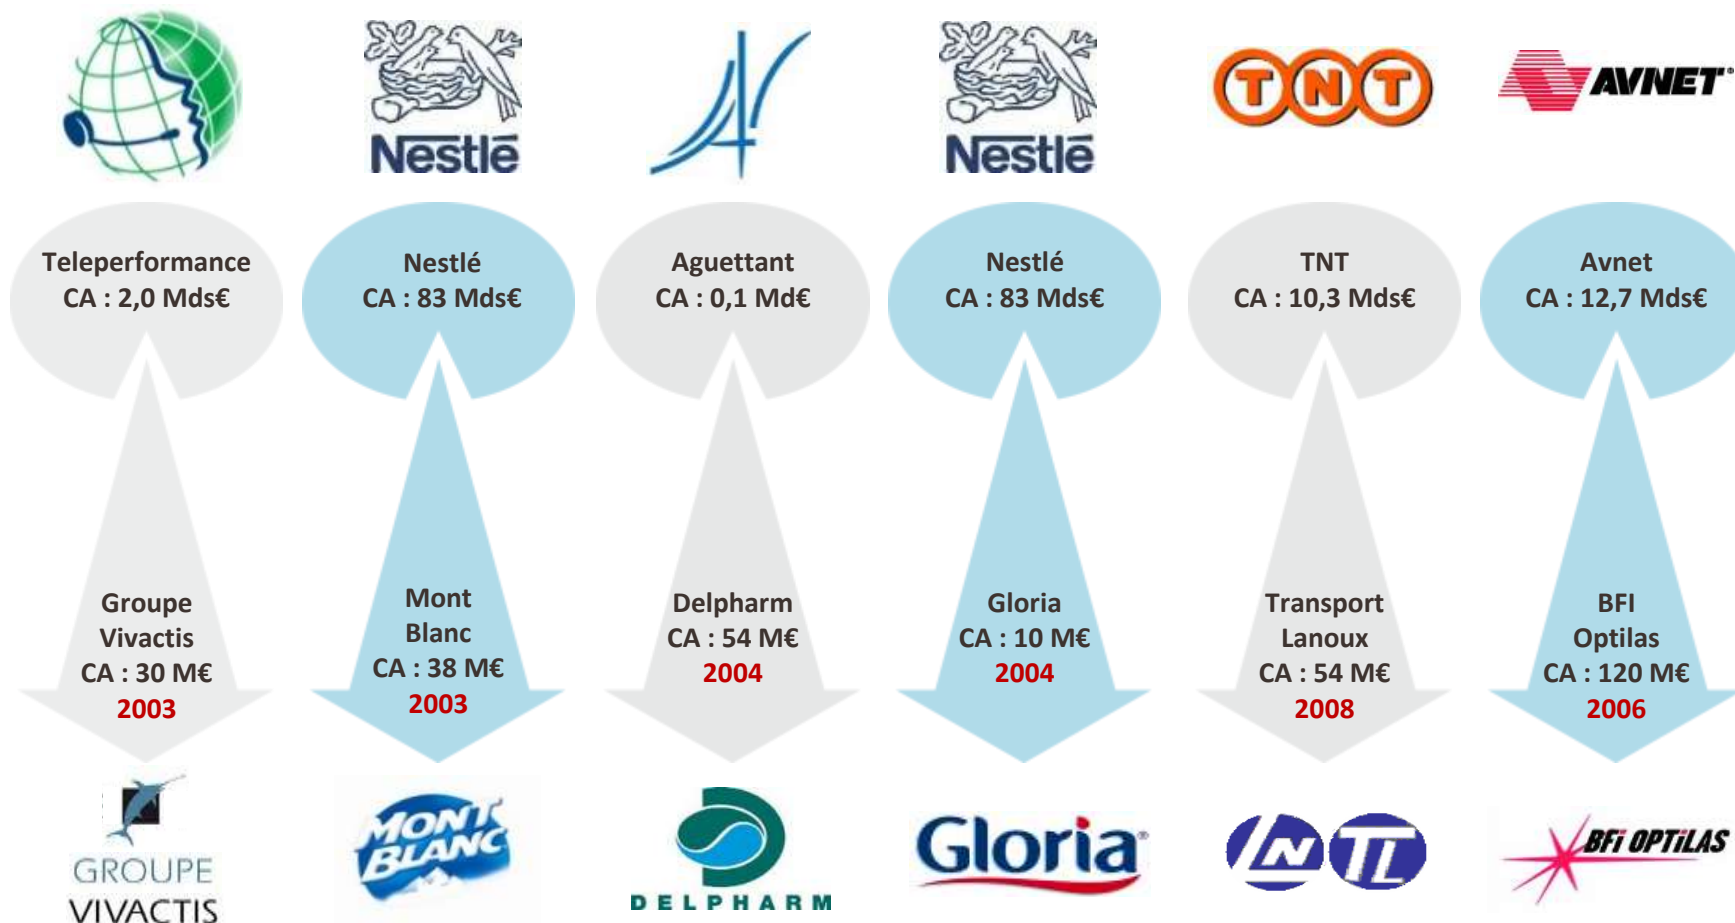 Nestlé
Nestlé
TNT
AVNET®
Teleperformance
CA : 2,0 Mds€
Nestlé
CA : 83 Mds€
Aguettant
CA : 0,1 Md€
Nestlé
CA : 83 Mds€
TNT
CA : 10,3 Mds€
Avnet
CA : 12,7 Mds€
Groupe
Vivactis
CA : 30 M€
2003
Mont
Blanc
CA : 38 M€
2003
Delpharm
CA : 54 M€
2004
Gloria
CA : 10 M€
2004
Transport
Lanoux
CA : 54 M€
2008
BFI
Optilas
CA : 120 M€
2006
GROUPE
VIVACTIS
MONT
BLANC
DELPHARM
Gloria®
LN TL
BFi OPTiLAS